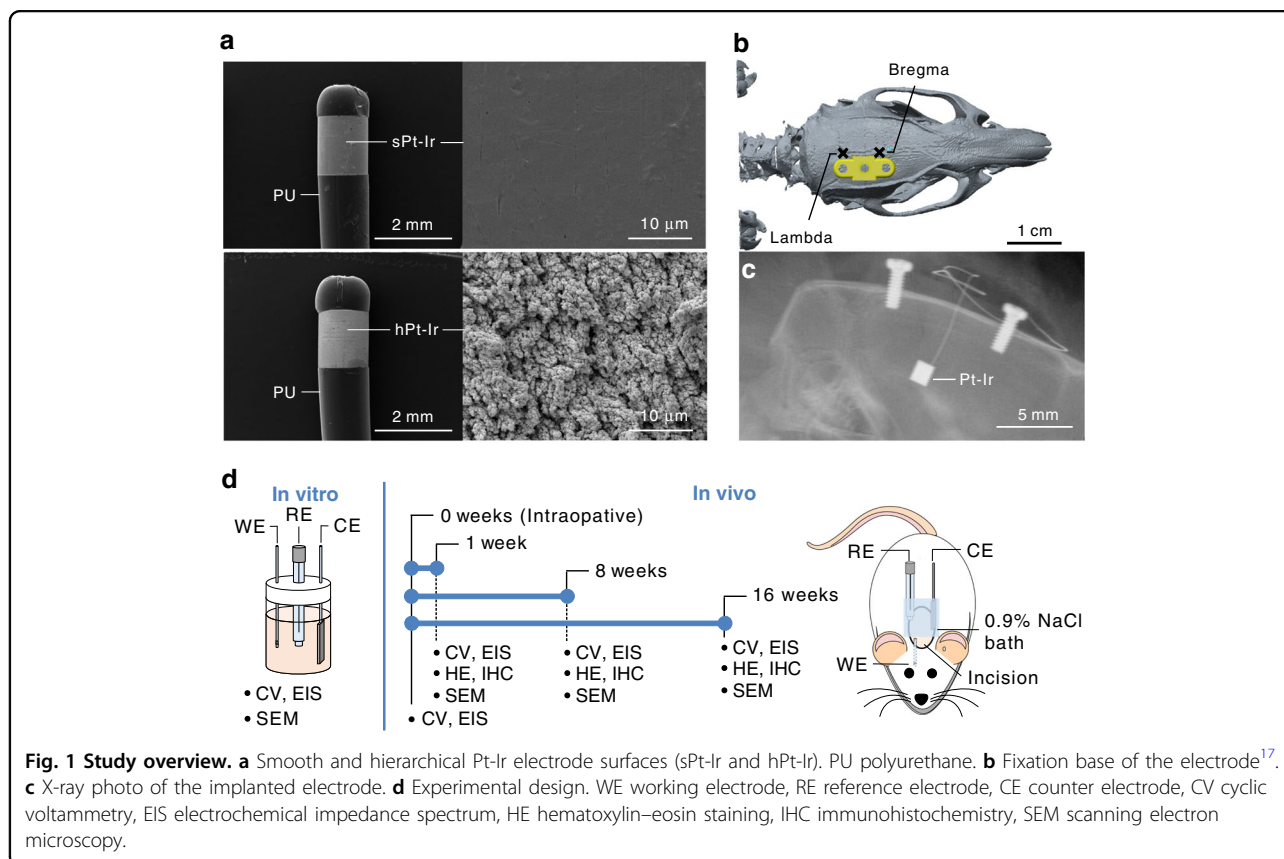 a
sPt-Ir
PU
2 mm
10 µm
hPt-Ir
PU
2 mm
10 µm
b
Bregma
Lambda
1 cm
c
Pt-Ir
5 mm
d
In vitro
WE
RE
CE
• CV, EIS
• SEM
In vivo
0 weeks (Intraopative)
1 week
8 weeks
16 weeks
• CV, EIS
• HE, IHC
• SEM
• CV, EIS
• HE, IHC
• SEM
• CV, EIS
• HE, IHC
• SEM
• CV, EIS
RE
CE
0.9% NaCl
bath
WE
Incision
Fig. 1 Study overview. a Smooth and hierarchical Pt-Ir electrode surfaces (sPt-Ir and hPt-Ir). PU polyurethane. b Fixation base of the electrode17.
c X-ray photo of the implanted electrode. d Experimental design. WE working electrode, RE reference electrode, CE counter electrode, CV cyclic
voltammetry, EIS electrochemical impedance spectrum, HE hematoxylin–eosin staining, IHC immunohistochemistry, SEM scanning electron
microscopy.